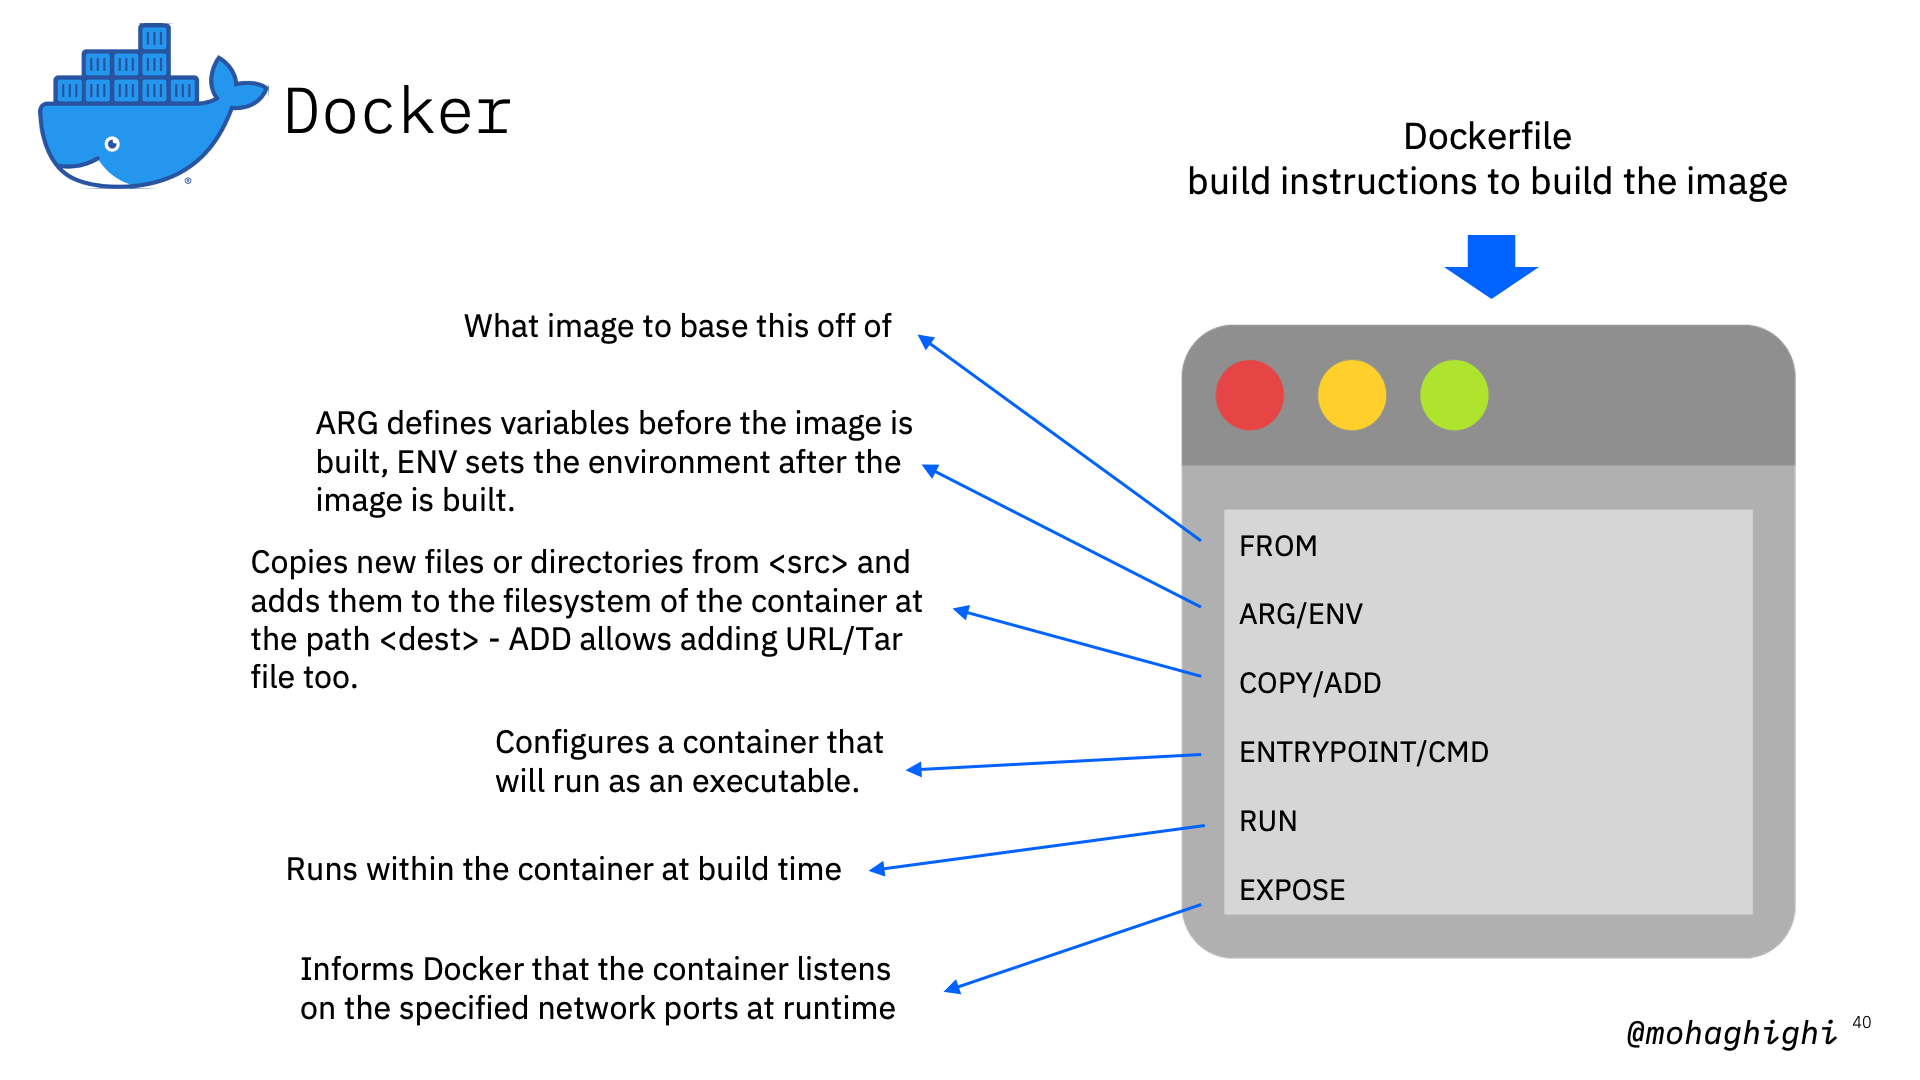 Docker
Dockerfile
build instructions to build the image
What image to base this off of
ARG defines variables before the image is
built, ENV sets the environment after the
image is built.
Copies new files or directories from <src> and
adds them to the filesystem of the container at
the path <dest> - ADD allows adding URL/Tar
file too.
Configures a container that
will run as an executable.
Runs within the container at build time
Informs Docker that the container listens
on the specified network ports at runtime
FROM
ARG/ENV
COPY/ADD
ENTRYPOINT/CMD
RUN
EXPOSE
@mohaghighi
40